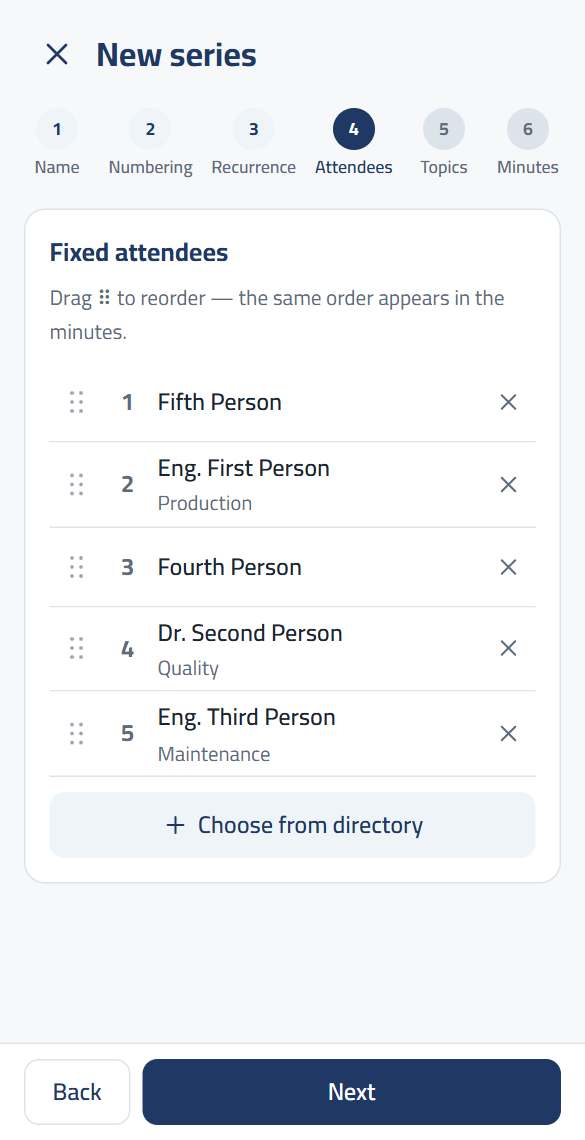 New series
1 2 3 4 5 6
Name Numbering Recurrence Attendees Topics Minutes
Fixed attendees
Drag ⠿ to reorder — the same order appears in the
minutes.
1 Fifth Person
2 Eng. First Person
Production
3 Fourth Person
4 Dr. Second Person
Quality
5 Eng. Third Person
Maintenance
+ Choose from directory
Back Next